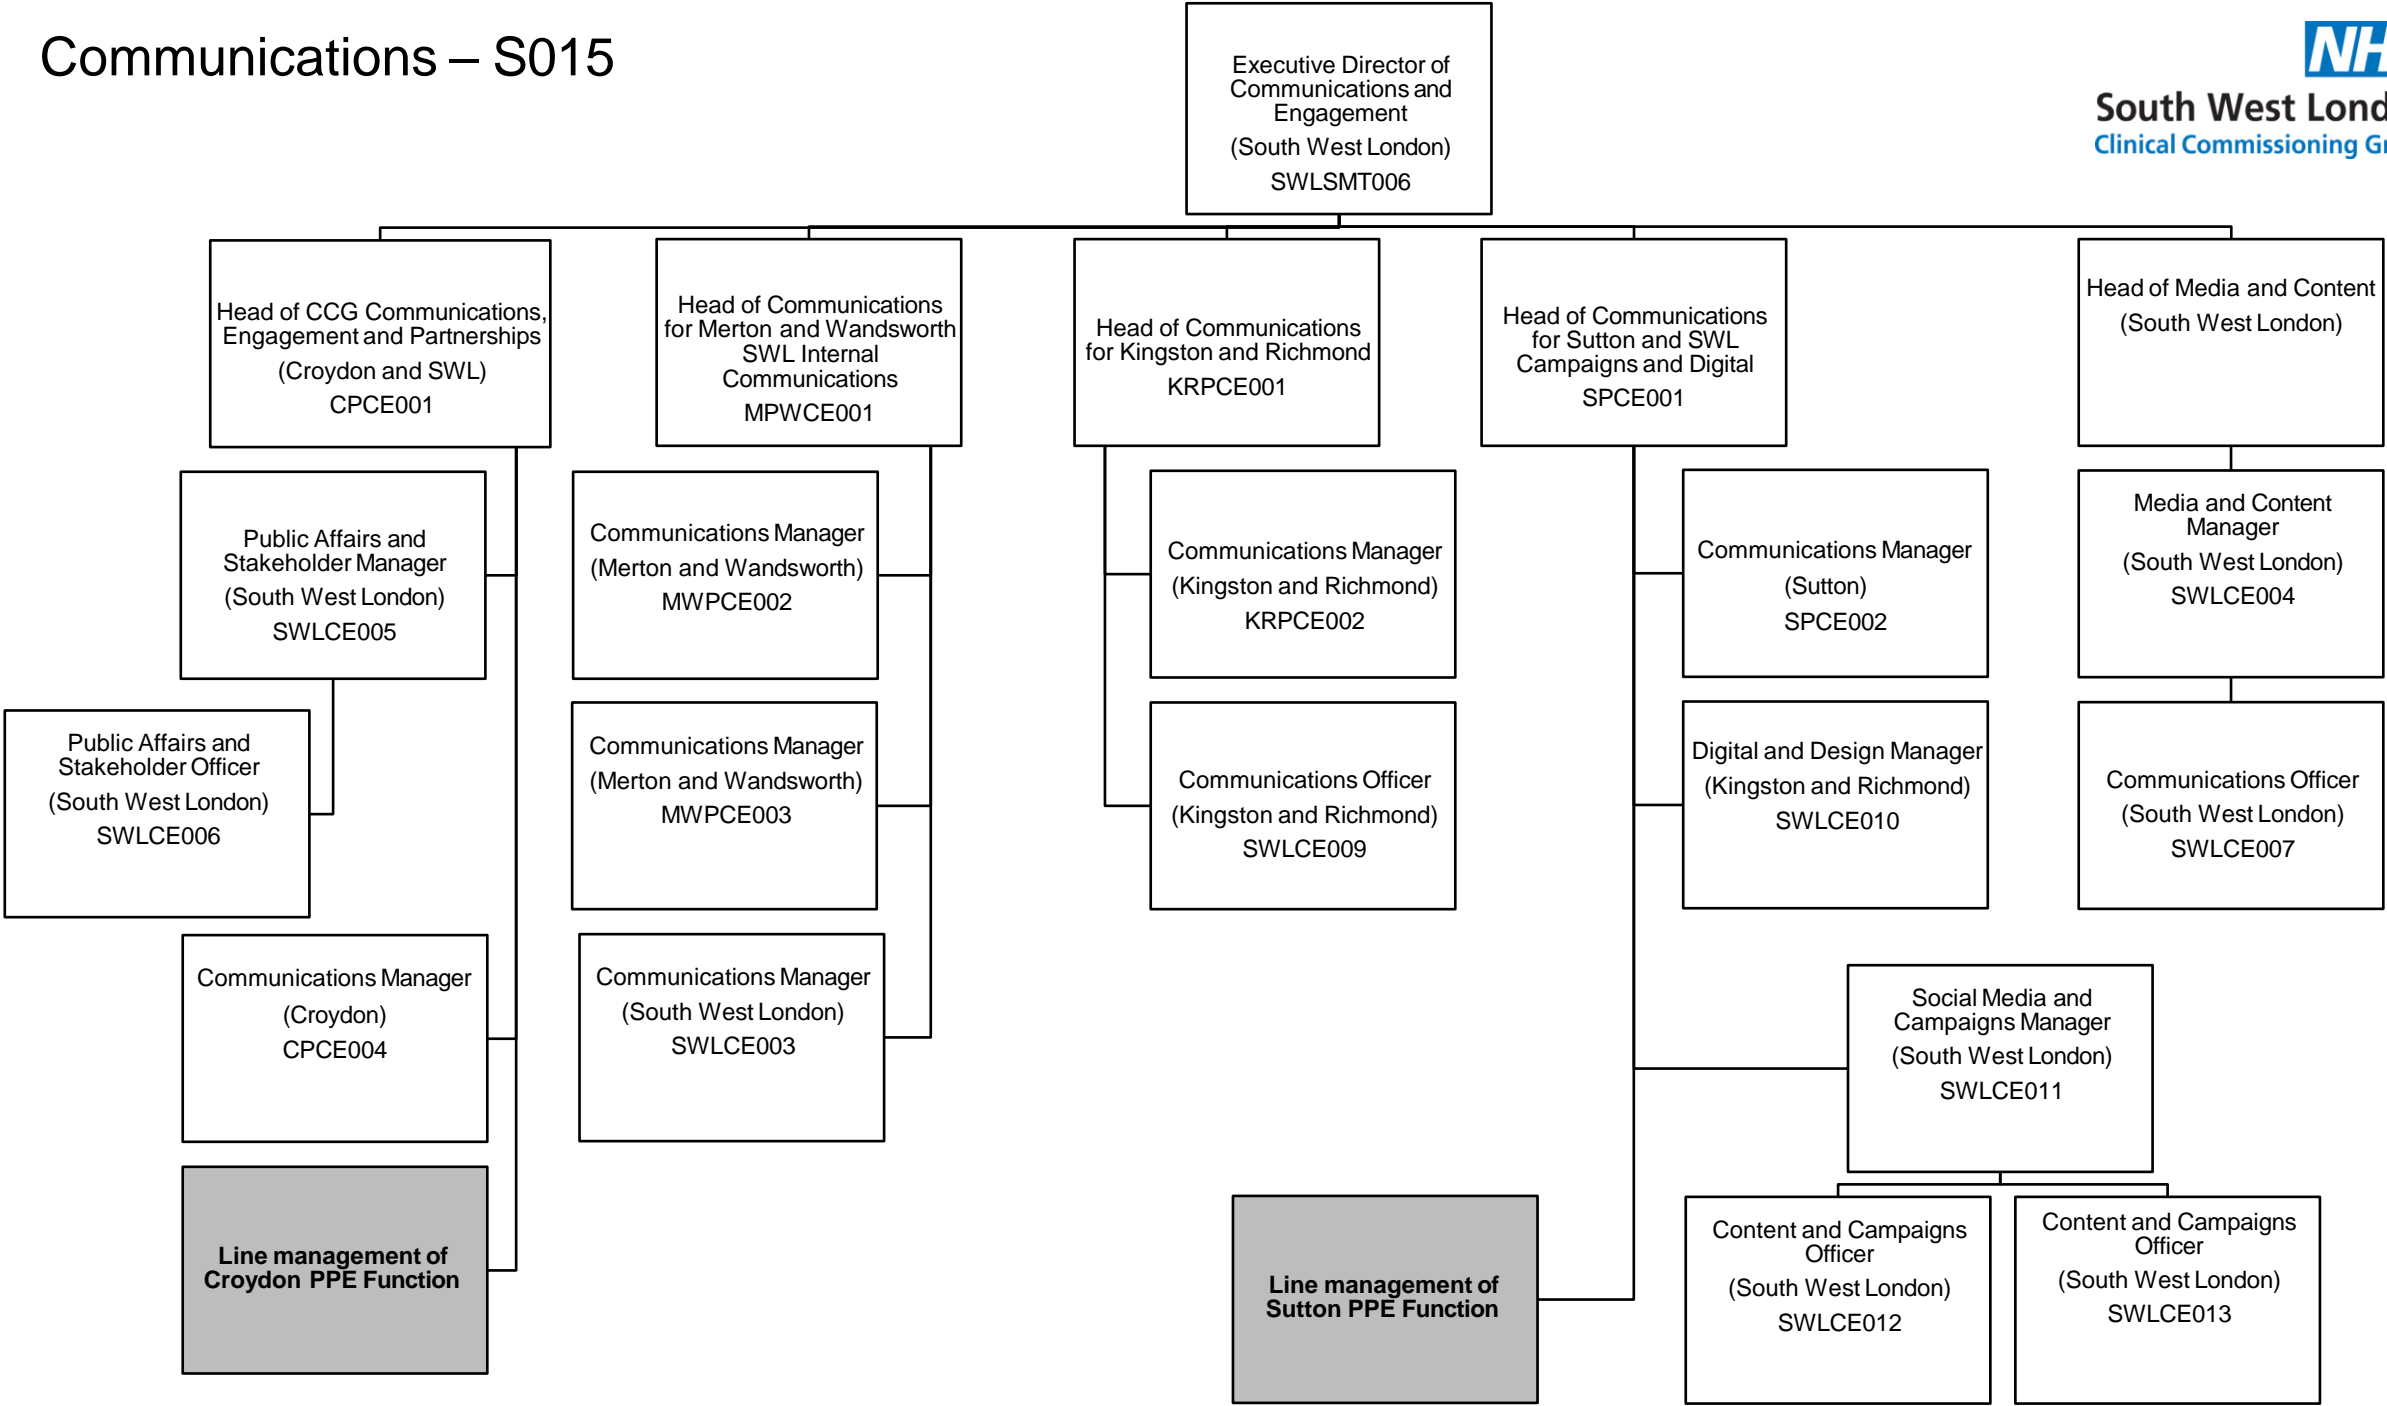 Communications – S015
NH
South West Lond
Clinical Commissioning Gr
Executive Director of
Communications and
Engagement
(South West London)
SWLSMT006
Head of CCG Communications,
Engagement and Partnerships
(Croydon and SWL)
CPCE001
Head of Communications
for Merton and Wandsworth
SWL Internal
Communications
MPWCE001
Head of Communications
for Kingston and Richmond
KRPCE001
Head of Communications
for Sutton and SWL
Campaigns and Digital
SPCE001
Head of Media and Content
(South West London)
Public Affairs and
Stakeholder Manager
(South West London)
SWLCE005
Communications Manager
(Merton and Wandsworth)
MWPCE002
Communications Manager
(Kingston and Richmond)
KRPCE002
Communications Manager
(Sutton)
SPCE002
Media and Content
Manager
(South West London)
SWLCE004
Public Affairs and
Stakeholder Officer
(South West London)
SWLCE006
Communications Manager
(Merton and Wandsworth)
MWPCE003
Communications Officer
(Kingston and Richmond)
SWLCE009
Digital and Design Manager
(Kingston and Richmond)
SWLCE010
Communications Officer
(South West London)
SWLCE007
Communications Manager
(Croydon)
CPCE004
Communications Manager
(South West London)
SWLCE003
Social Media and
Campaigns Manager
(South West London)
SWLCE011
Line management of
Croydon PPE Function
Line management of
Sutton PPE Function
Content and Campaigns
Officer
(South West London)
SWLCE012
Content and Campaigns
Officer
(South West London)
SWLCE013